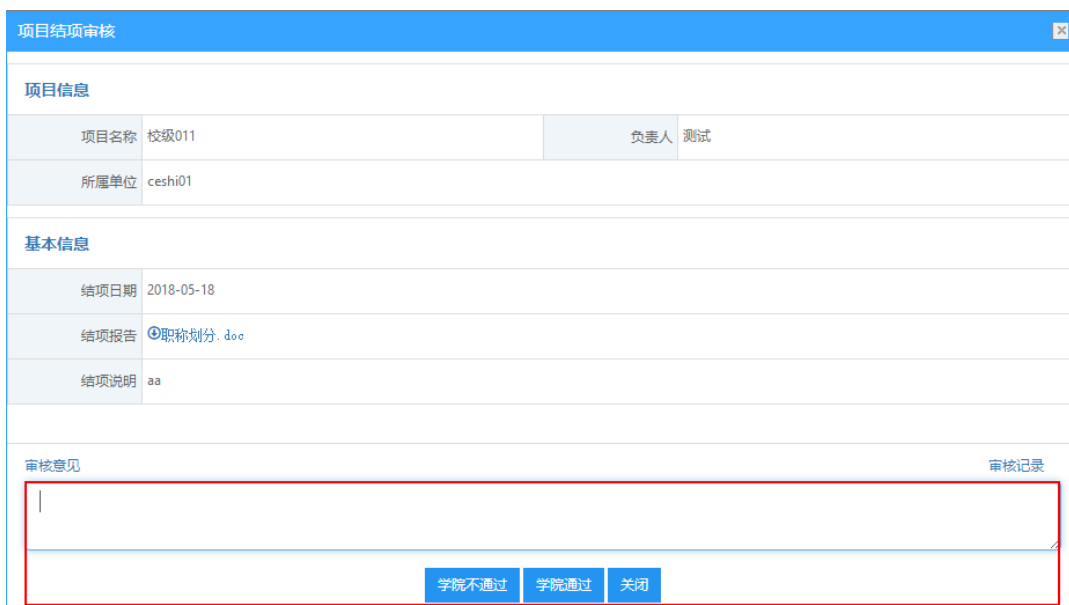 项目结项审核
项目信息
项目名称 校级011 负责人 测试
所属单位 ceshi01
基本信息
结项日期 2018-05-18
结项报告 职称划分.doc
结项说明 aa
审核意见 审核记录
学院不通过 学院通过 关闭